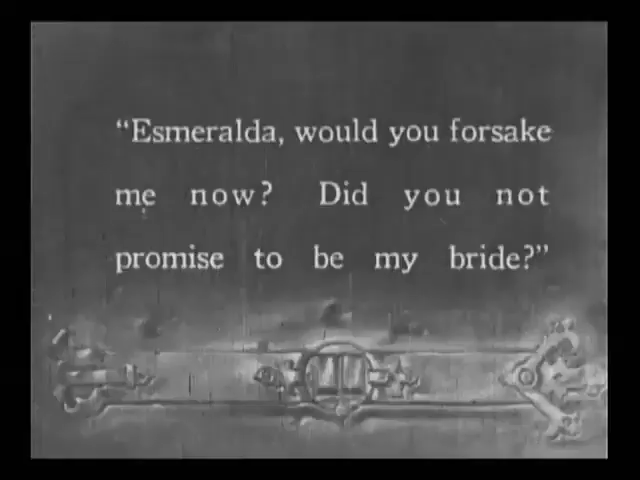 “Esmeralda, would you forsake
me now? Did you not
promise to be my bride?”